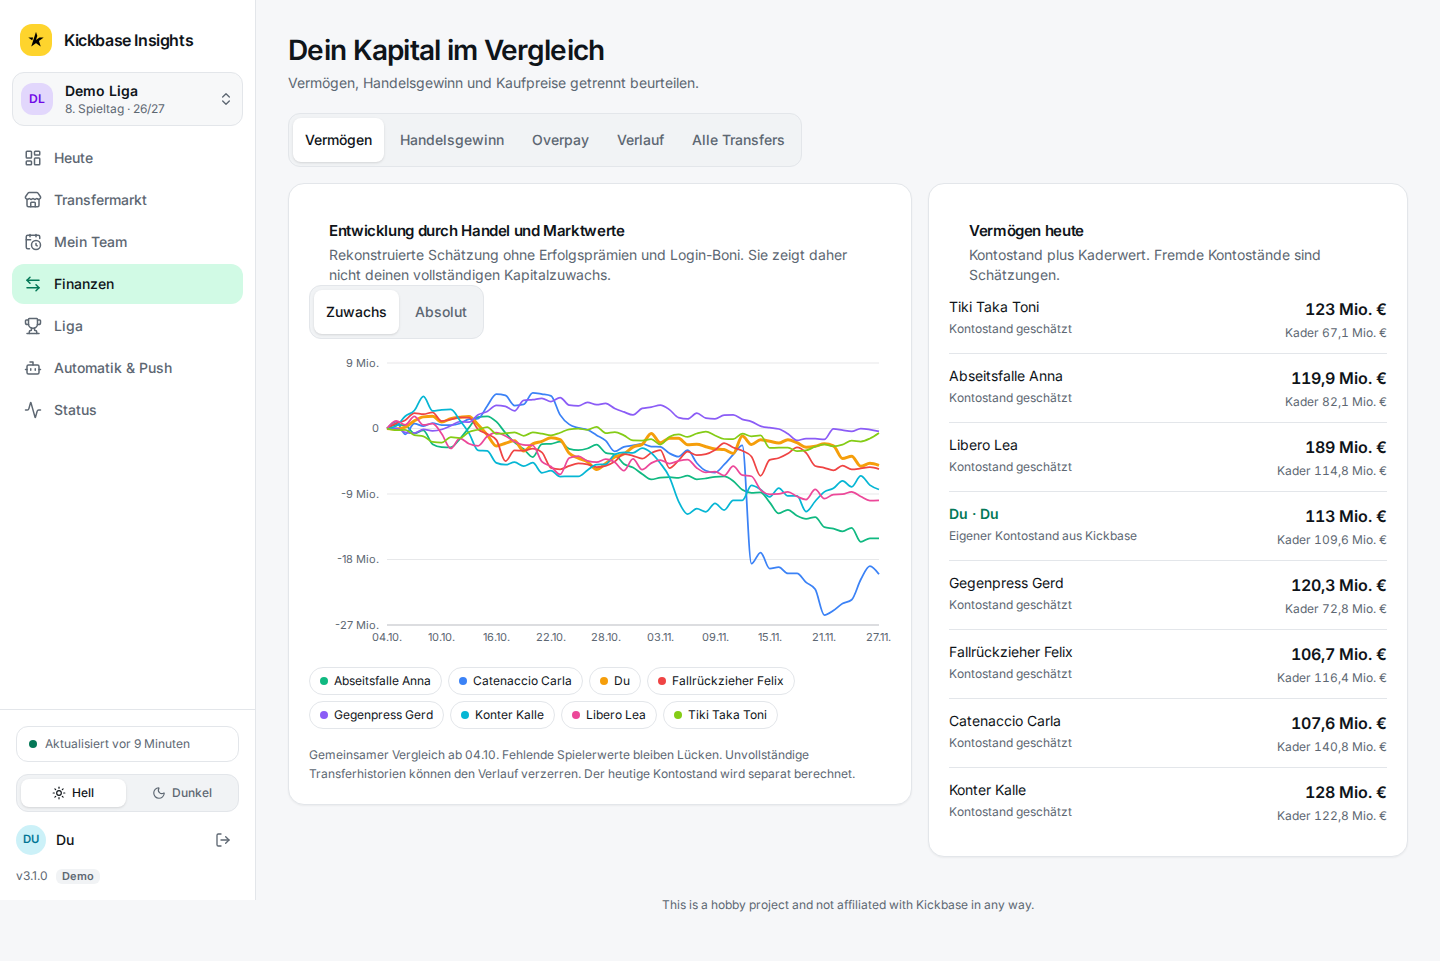 Kickbase Insights
DL
Demo Liga
8. Spieltag · 26/27
Heute
Transfermarkt
Mein Team
Finanzen
Liga
Automatik & Push
Status
Aktualisiert vor 9 Minuten
Hell
Dunkel
DU
Du
v3.1.0
Demo
Dein Kapital im Vergleich
Vermögen, Handelsgewinn und Kaufpreise getrennt beurteilen.
Vermögen
Handelsgewinn
Overpay
Verlauf
Alle Transfers
Entwicklung durch Handel und Marktwerte
Rekonstruierte Schätzung ohne Erfolgsprämien und Login-Boni. Sie zeigt daher
nicht deinen vollständigen Kapitalzuwachs.
Zuwachs
Absolut
9 Mio.
0
-9 Mio.
-18 Mio.
-27 Mio.
04.10.
10.10.
16.10.
22.10.
28.10.
03.11.
09.11.
15.11.
21.11.
27.11.
Abseitsfalle Anna
Catenaccio Carla
Du
Fallrückzieher Felix
Gegenpress Gerd
Konter Kalle
Libero Lea
Tiki Taka Toni
Gemeinsamer Vergleich ab 04.10. Fehlende Spielerwerte bleiben Lücken. Unvollständige
Transferhistorien können den Verlauf verzerren. Der heutige Kontostand wird separat berechnet.
Vermögen heute
Kontostand plus Kaderwert. Fremde Kontostände sind
Schätzungen.
Tiki Taka Toni
123 Mio. €
Kontostand geschätzt
Kader 67,1 Mio. €
Abseitsfalle Anna
119,9 Mio. €
Kontostand geschätzt
Kader 82,1 Mio. €
Libero Lea
189 Mio. €
Kontostand geschätzt
Kader 114,8 Mio. €
Du · Du
113 Mio. €
Eigener Kontostand aus Kickbase
Kader 109,6 Mio. €
Gegenpress Gerd
120,3 Mio. €
Kontostand geschätzt
Kader 72,8 Mio. €
Fallrückzieher Felix
106,7 Mio. €
Kontostand geschätzt
Kader 116,4 Mio. €
Catenaccio Carla
107,6 Mio. €
Kontostand geschätzt
Kader 140,8 Mio. €
Konter Kalle
128 Mio. €
Kontostand geschätzt
Kader 122,8 Mio. €
This is a hobby project and not affiliated with Kickbase in any way.